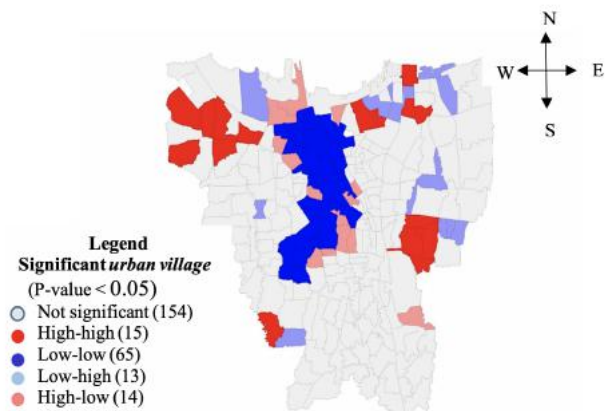 N
W E
S
Legend
Significant urban village
(P-value < 0.05)
Not significant (154)
High-high (15)
Low-low (65)
Low-high (13)
High-low (14)